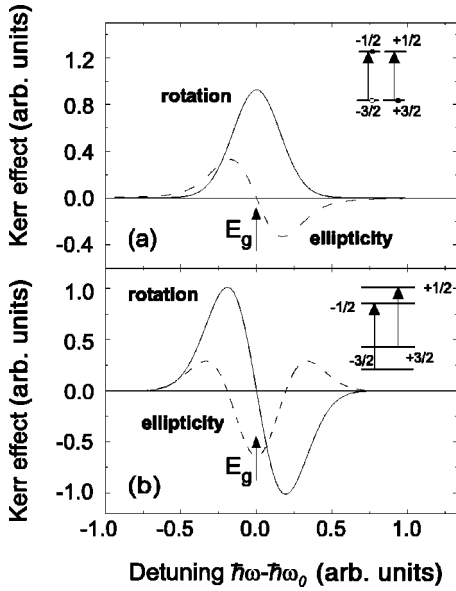 Kerr effect (arb. units)
1.2
0.8
0.4
0.0
-0.4
rotation
-1/2 +1/2
-3/2 +3/2
(a)
Eg
ellipticity
Kerr effect (arb. units)
1.0
0.5
0.0
-0.5
-1.0
rotation
+1/2
-1/2
-3/2 +3/2
ellipticity
Eg
(b)
-1.0 -0.5 0.0 0.5 1.0
Detuning ħω-ħω₀ (arb. units)